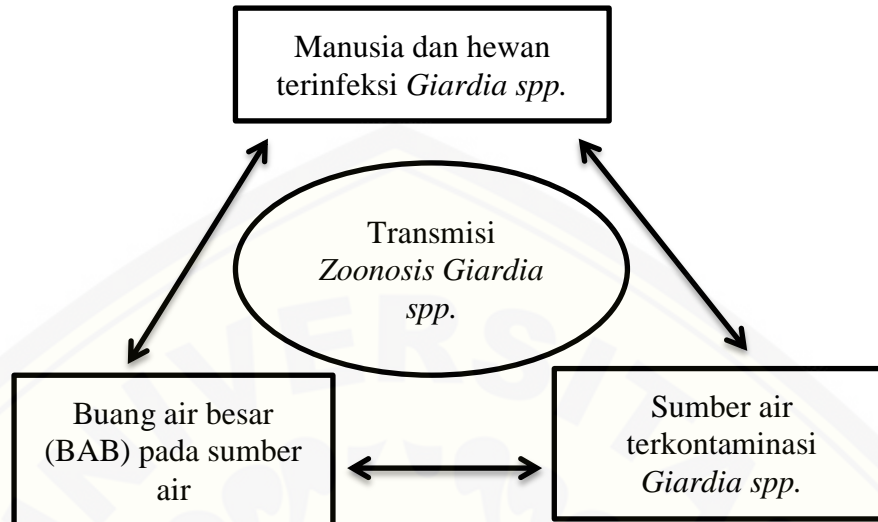 Manusia dan hewan
terinfeksi Giardia spp.
Transmisi
Zoonosis Giardia
spp.
Buang air besar
(BAB) pada sumber
air
Sumber air
terkontaminasi
Giardia spp.